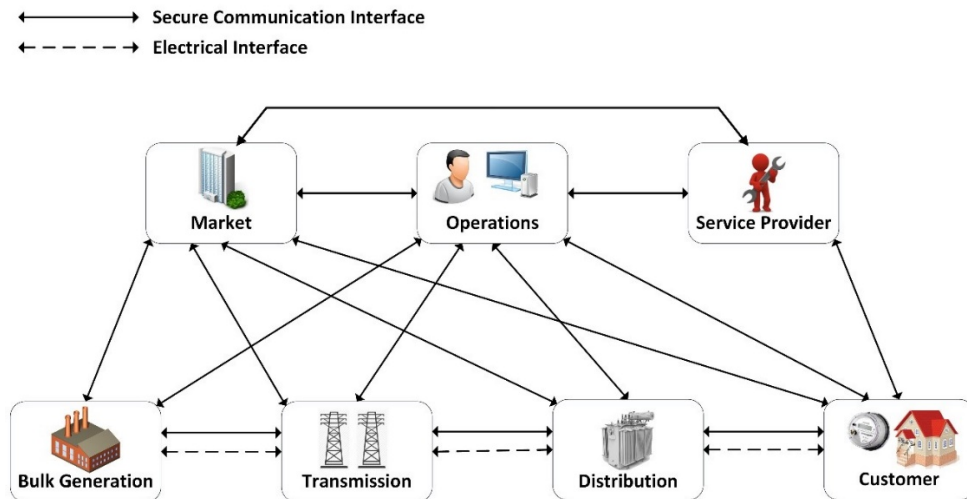 Secure Communication Interface
Electrical Interface
Market
Operations
Service Provider
Bulk Generation
Transmission
Distribution
Customer